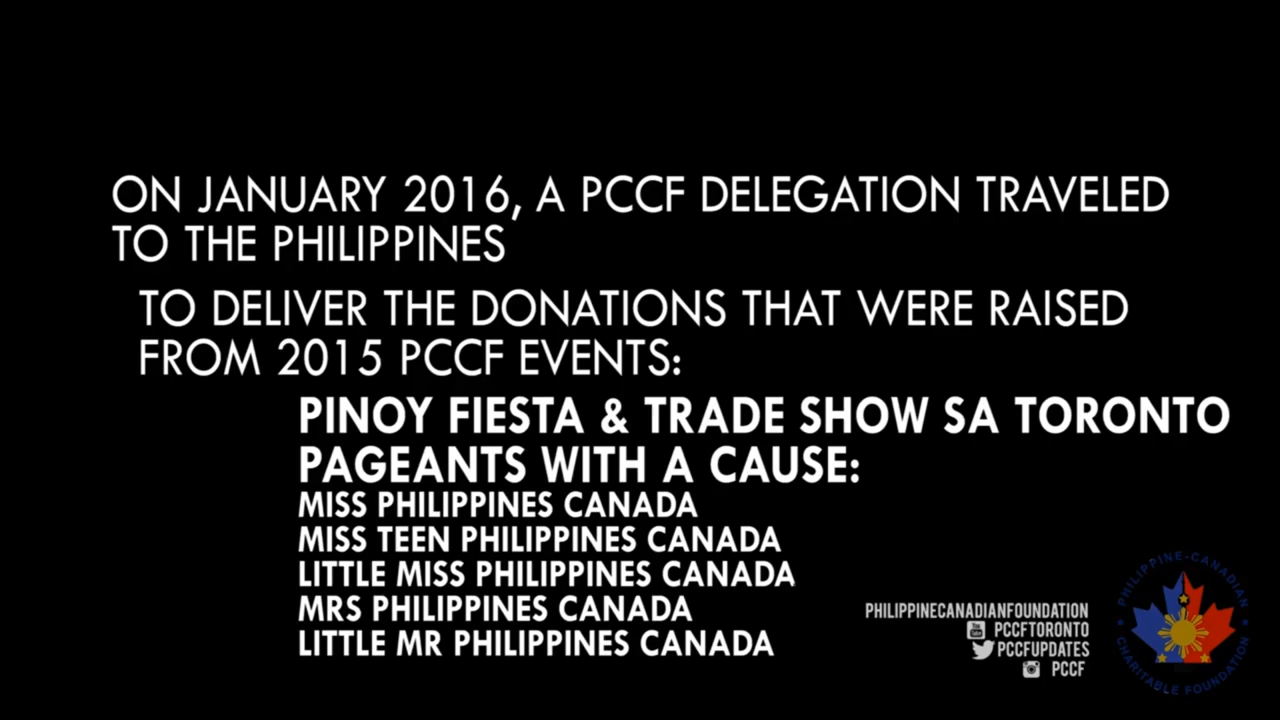 ON JANUARY 2016, A PCCF DELEGATION TRAVELED
TO THE PHILIPPINES
TO DELIVER THE DONATIONS THAT WERE RAISED
FROM 2015 PCCF EVENTS:
PINOY FIESTA & TRADE SHOW SA TORONTO
PAGEANTS WITH A CAUSE:
MISS PHILIPPINES CANADA
MISS TEEN PHILIPPINES CANADA
LITTLE MISS PHILIPPINES CANADA
MRS PHILIPPINES CANADA
LITTLE MR PHILIPPINES CANADA
PHILIPPINECANADIANFOUNDATION
You Tube PCCFTORONTO
PCCFUPDATES
PCCF
PHILIPPINE-CANADIAN
CHARITABLE FOUNDATION